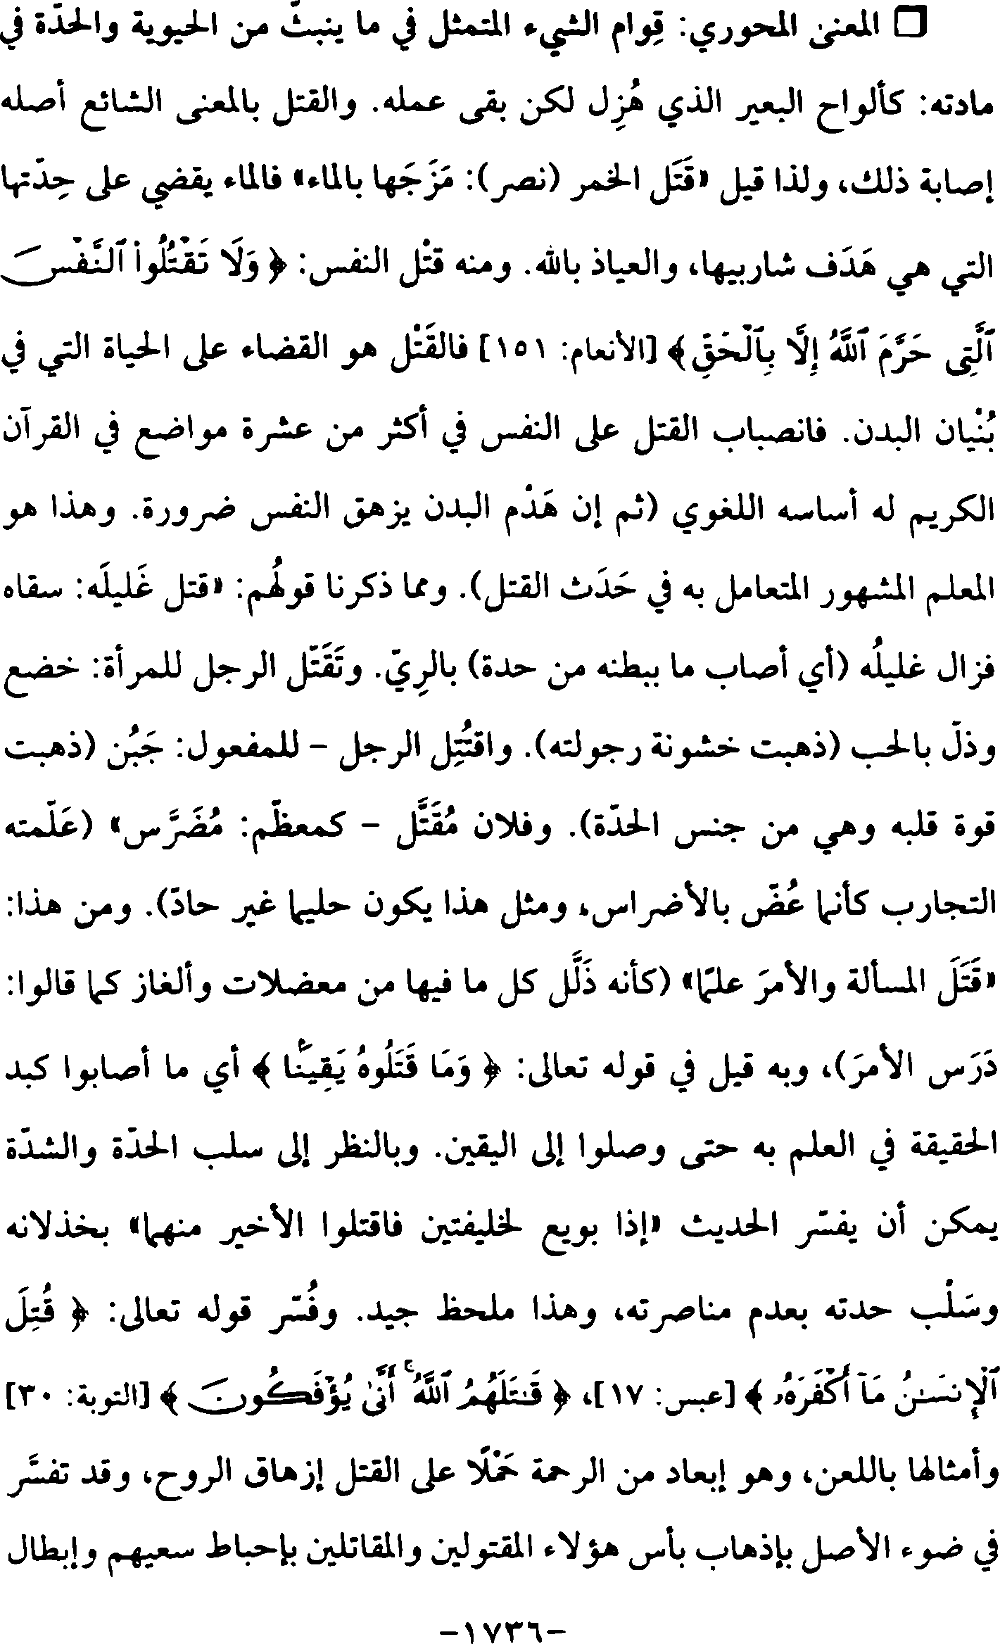 ❏ المعنى المحوري: قِوام الشيء المتمثل في ما ينبثّ من الحيوية والحدّة في
مادته: كألواح البعير الذي هُزِل لكن بقى عمله. والقتل بالمعنى الشائع أصله
إصابة ذلك، ولذا قيل «قَتَل الخمر (نصر): مَزَجَها بالماء» فالماء يقضي على حِدّتها
التي هي هَدَف شاربيها، والعياذ بالله. ومنه قتْل النفس: ﴿ وَلَا تَقْتُلُوا۟ ٱلنَّفْسَ
ٱلَّتِى حَرَّمَ ٱللَّهُ إِلَّا بِٱلْحَقِّ ﴾ [الأنعام: ١٥١] فالقَتْل هو القضاء على الحياة التي في
بُنْيان البدن. فانصباب القتل على النفس في أكثر من عشرة مواضع في القرآن
الكريم له أساسه اللغوي (ثم إن هَدْم البدن يزهق النفس ضرورة. وهذا هو
المعلم المشهور المتعامل به في حَدَث القتل). ومما ذكرنا قولُهم: «قتل غَليلَه: سقاه
فزال غليلُه (أي أصاب ما ببطنه من حدة) بالرِيّ. وتَقَتّل الرجل للمرأة: خضع
وذلّ بالحب (ذهبت خشونة رجولته). واقتُتِل الرجل – للمفعول: جَبُن (ذهبت
قوة قلبه وهي من جنس الحدّة). وفلان مُقَتَّل – كمعظّم: مُضَرَّس» (عَلّمته
التجارب كأنما عُضّ بالأضراس، ومثل هذا يكون حليما غير حادّ). ومن هذا:
«قَتَلَ المسألة والأمرَ علمًا» (كأنه ذَلَّل كل ما فيها من معضلات وألغاز كما قالوا:
دَرَس الأمرَ)، وبه قيل في قوله تعالى: ﴿ وَمَا قَتَلُوهُ يَقِينًۢا ﴾ أي ما أصابوا كبد
الحقيقة في العلم به حتى وصلوا إلى اليقين. وبالنظر إلى سلب الحدّة والشدّة
يمكن أن يفسّر الحديث «إذا بويع لخليفتين فاقتلوا الأخير منهما» بخذلانه
وسَلْب حدته بعدم مناصرته، وهذا ملحظ جيد. وفُسّر قوله تعالى: ﴿ قُتِلَ
ٱلْإِنسَـٰنُ مَآ أَكْفَرَهُۥ ﴾ [عبس: ١٧]، ﴿ قَـٰتَلَهُمُ ٱللَّهُ ۚ أَنَّىٰ يُؤْفَكُونَ ﴾ [التوبة: ٣٠]
وأمثالها باللعن، وهو إبعاد من الرحمة حَمْلًا على القتل إزهاق الروح، وقد تفسَّر
في ضوء الأصل بإذهاب بأس هؤلاء المقتولين والمقاتلين بإحباط سعيهم وإبطال
-١٧٣٦-